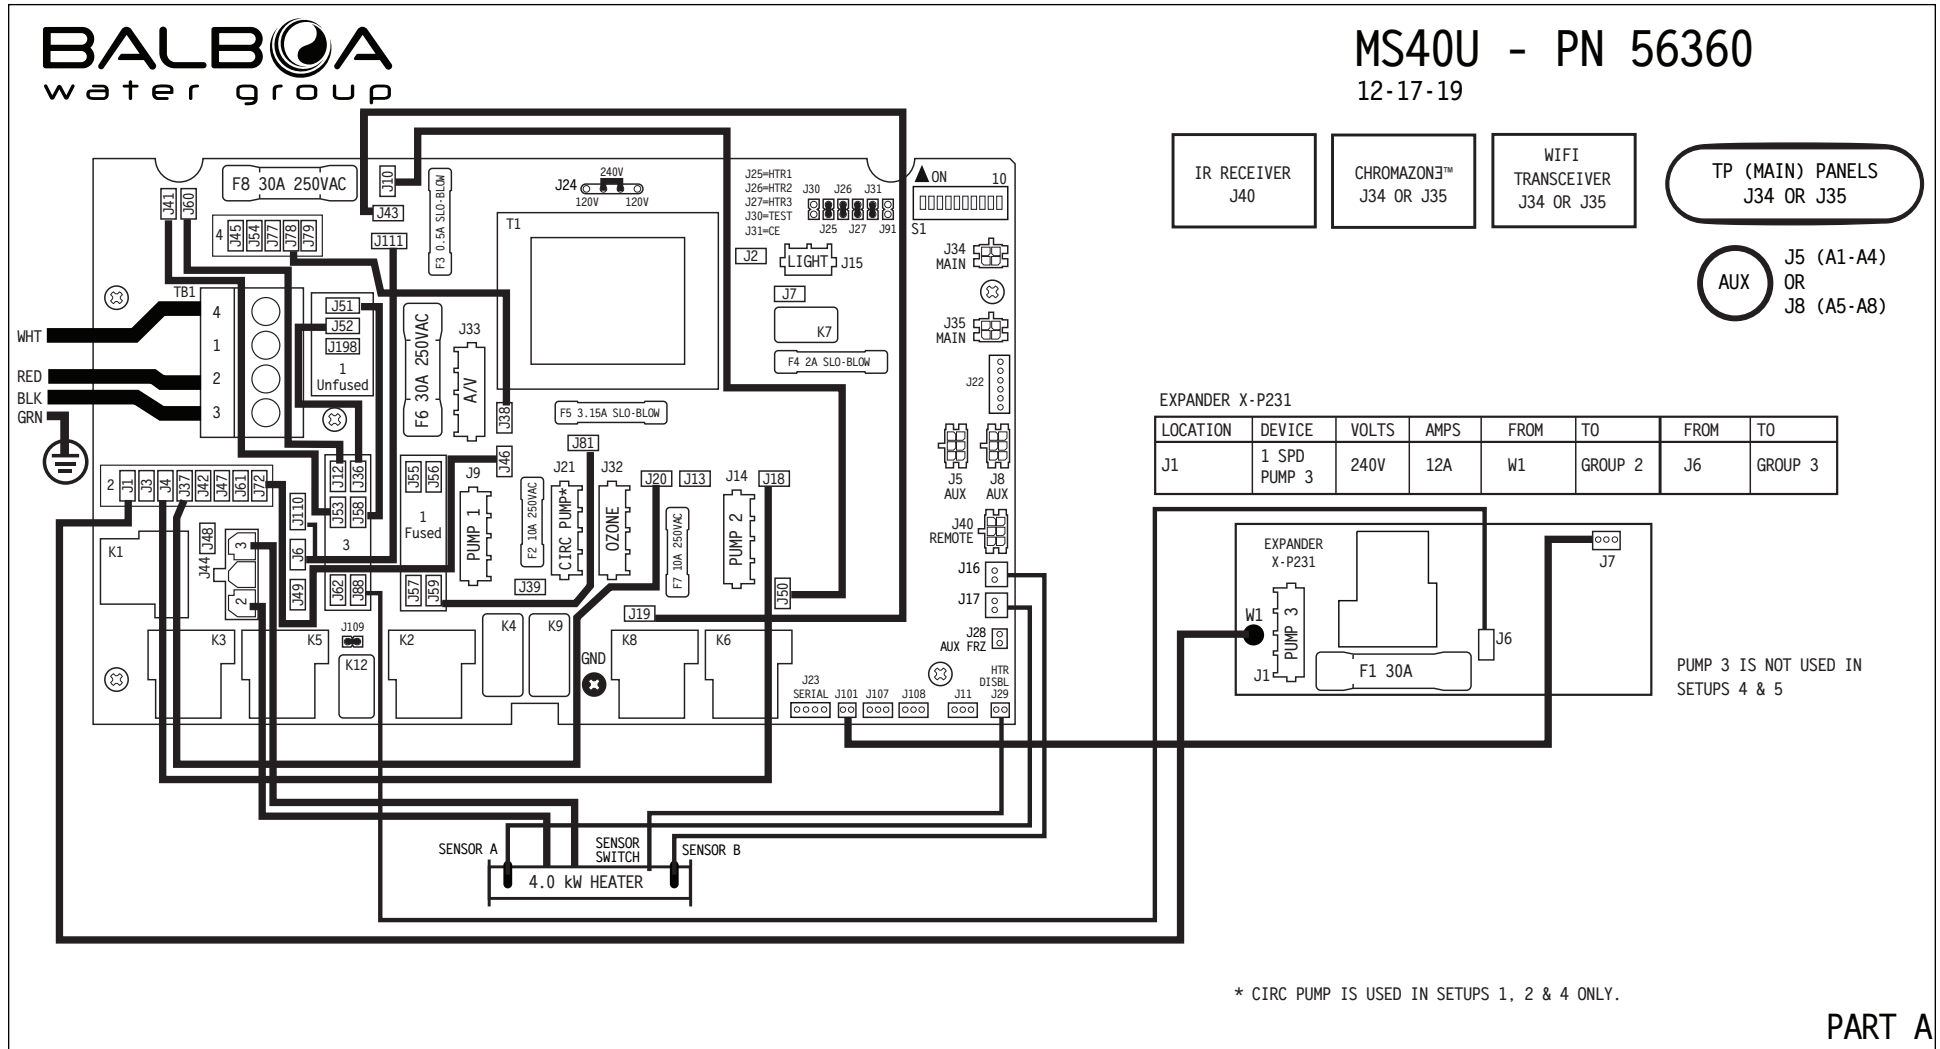 BALBOA
water group
MS40U - PN 56360
12-17-19
IR RECEIVER
J40
CHROMAZONƎ™
J34 OR J35
WIFI
TRANSCEIVER
J34 OR J35
TP (MAIN) PANELS
J34 OR J35
AUX
J5 (A1-A4)
OR
J8 (A5-A8)
F8 30A 250VAC
J10
J43
J111
F3 0.5A SLO-BLOW
J41
J60
4
J45
J54
J77
J78
J79
240V
J24
120V
120V
J25=HTR1
J26=HTR2
J27=HTR3
J30=TEST
J31=CE
J30
J26
J31
J25
J27
J91
ON
10
S1
T1
J2
LIGHT
J15
J7
K7
F4 2A SLO-BLOW
J34
MAIN
J35
MAIN
J22
J5
AUX
J8
AUX
J40
REMOTE
J16
J17
J28
AUX FRZ
HTR
DISBL
J29
TB1
4
1
2
3
WHT
RED
BLK
GRN
J51
J52
J198
1
Unfused
F6 30A 250VAC
J33
A/V
J38
J46
F5 3.15A SLO-BLOW
J81
2
J1
J3
J4
J37
J42
J47
J61
J72
J12
J36
J53
J58
3
J62
J88
J110
J6
J49
J55
J56
1
Fused
J57
J59
J9
PUMP 1
F2 10A 250VAC
J39
J21
CIRC PUMP*
J32
OZONE
J20
J13
F7 10A 250VAC
J14
PUMP 2
J18
J50
J19
K1
J48
J44
3
2
K3
K5
J109
K12
K2
K4
K9
GND
K8
K6
J23
SERIAL
J101
J107
J108
J11
SENSOR A
SENSOR
SWITCH
SENSOR B
4.0 kW HEATER
EXPANDER X-P231
LOCATION DEVICE VOLTS AMPS FROM TO FROM TO
J1 1 SPD PUMP 3 240V 12A W1 GROUP 2 J6 GROUP 3
EXPANDER
X-P231
J7
W1
PUMP 3
J1
J6
F1 30A
PUMP 3 IS NOT USED IN
SETUPS 4 & 5
* CIRC PUMP IS USED IN SETUPS 1, 2 & 4 ONLY.
PART A